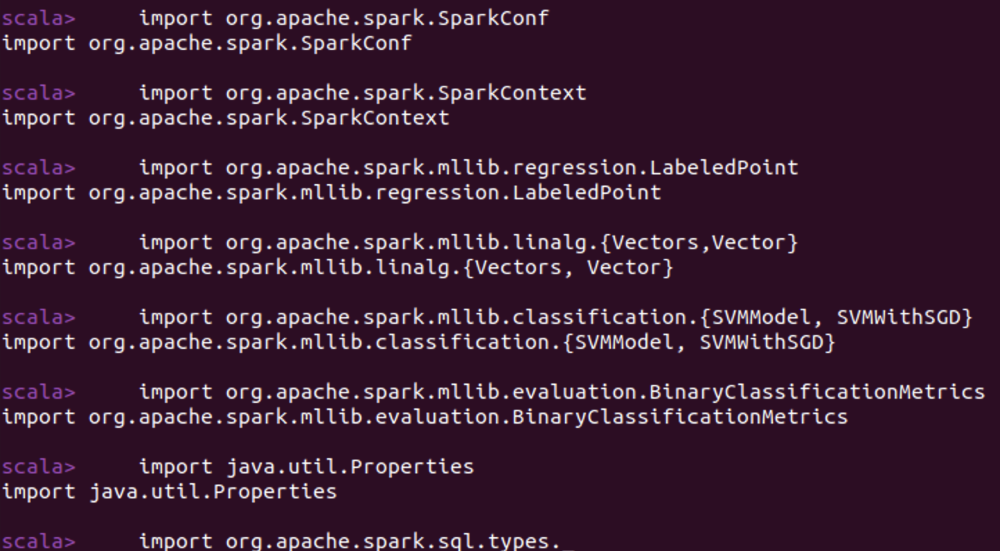 scala>     import org.apache.spark.SparkConf
import org.apache.spark.SparkConf
scala>     import org.apache.spark.SparkContext
import org.apache.spark.SparkContext
scala>     import org.apache.spark.mllib.regression.LabeledPoint
import org.apache.spark.mllib.regression.LabeledPoint
scala>     import org.apache.spark.mllib.linalg.{Vectors,Vector}
import org.apache.spark.mllib.linalg.{Vectors, Vector}
scala>     import org.apache.spark.mllib.classification.{SVMModel, SVMWithSGD}
import org.apache.spark.mllib.classification.{SVMModel, SVMWithSGD}
scala>     import org.apache.spark.mllib.evaluation.BinaryClassificationMetrics
import org.apache.spark.mllib.evaluation.BinaryClassificationMetrics
scala>     import java.util.Properties
import java.util.Properties
scala>     import org.apache.spark.sql.types._